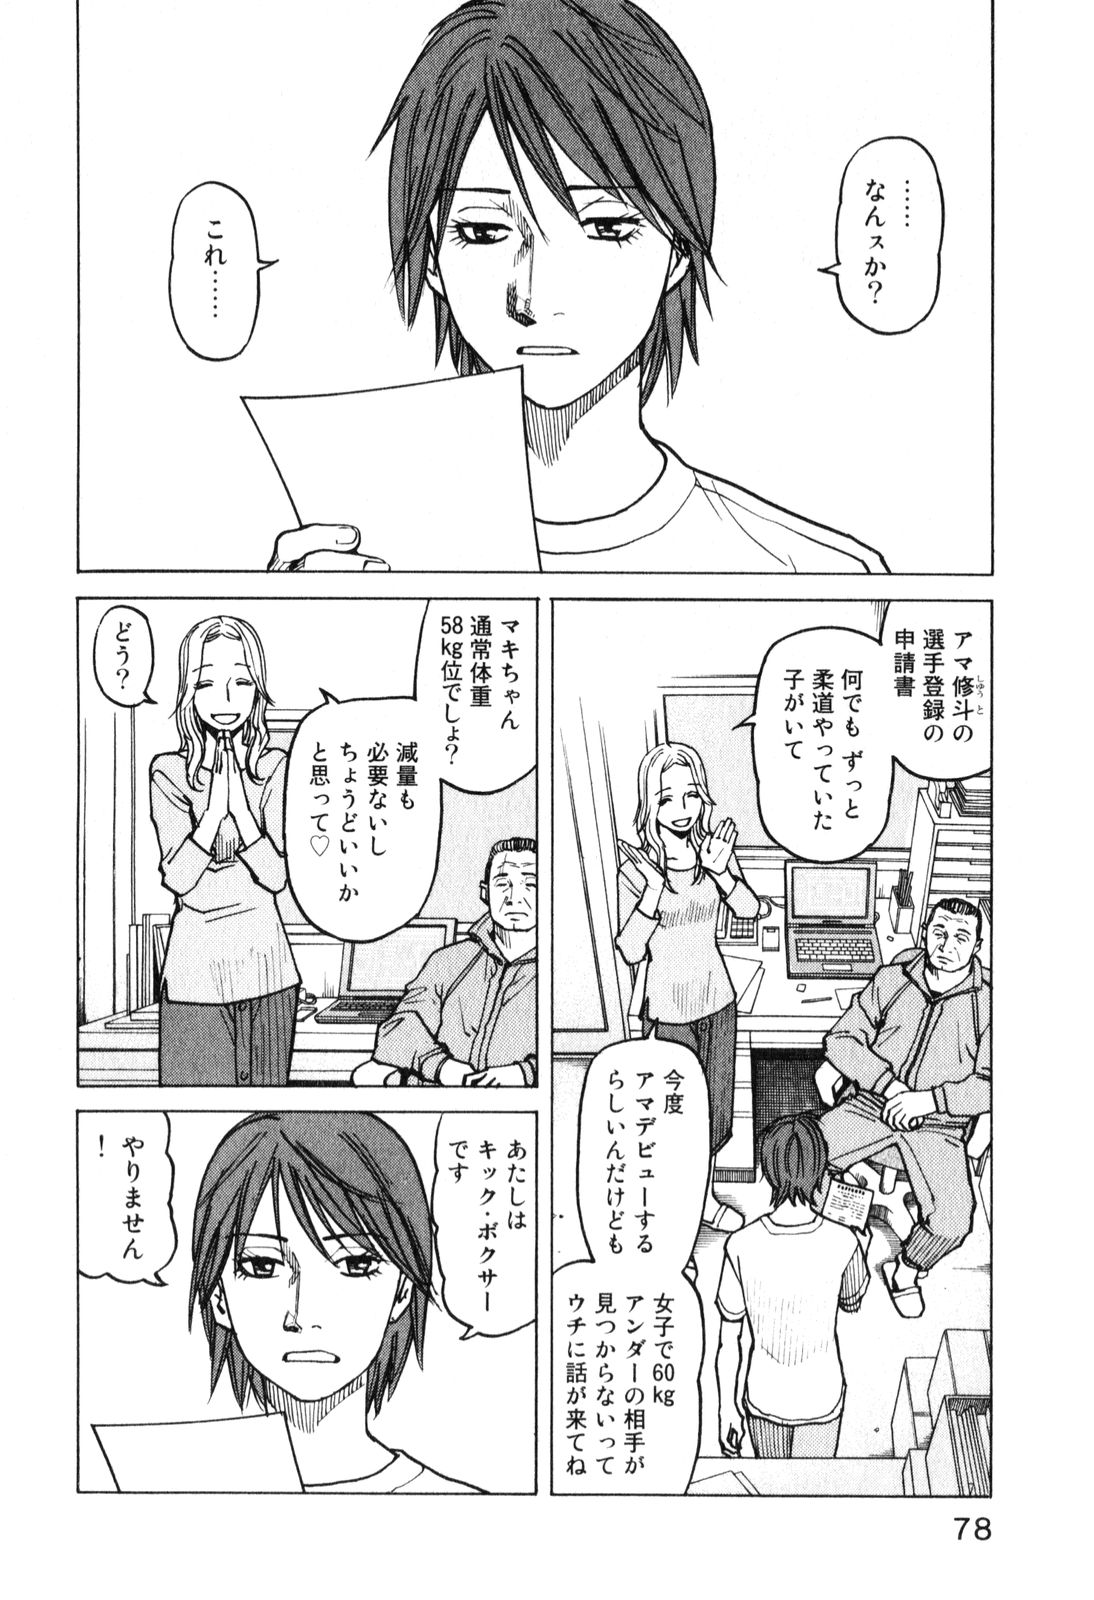 ……
なんスか？
これ……
アマ修斗の
選手登録の
申請書
しゅうと
何でも ずっと
柔道やっていた
子がいて
今度
アマデビューする
らしいんだけども
女子で60kg
アンダーの相手が
見つからないって
ウチに話が来てね
マキちゃん
通常体重
58kg位でしょ？
減量も
必要ないし
ちょうどいいか
と思って♡
どう？
あたしは
キック・ボクサー
です
やりません
！
78